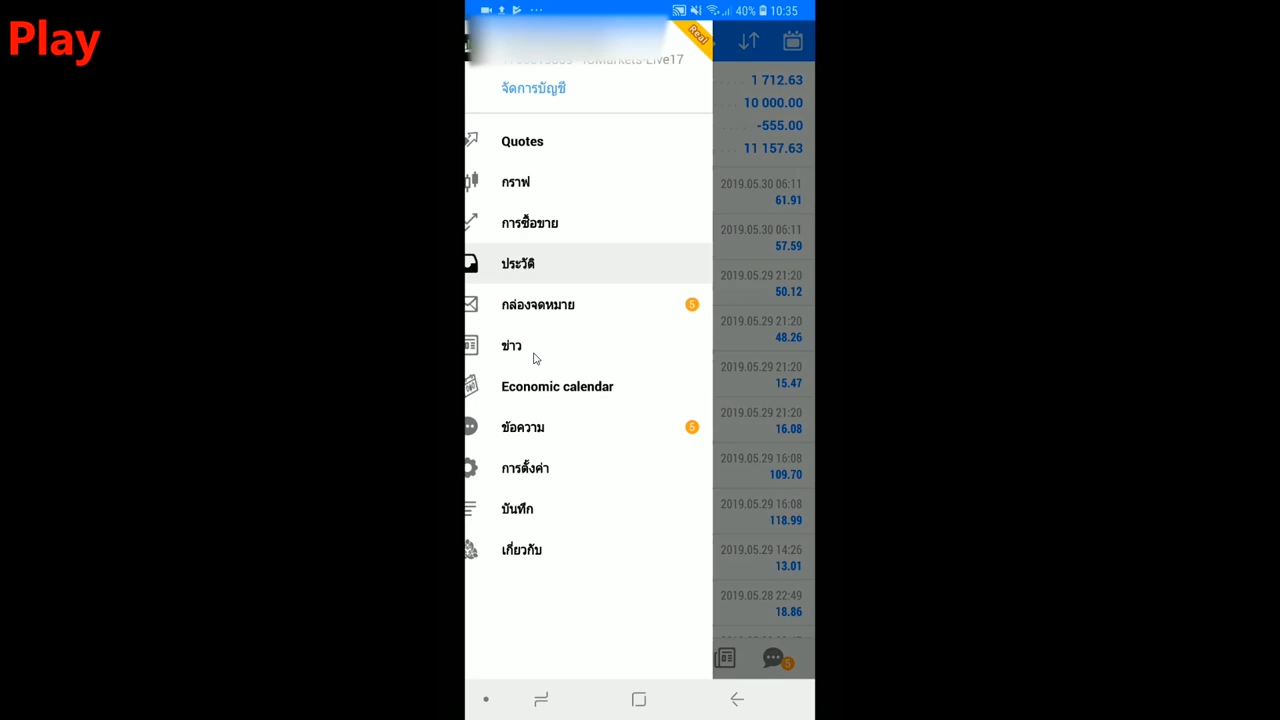 Play
40% 10:35
Real
ICMarkets-Live17
จัดการบัญชี
Quotes
กราฟ
การซื้อขาย
ประวัติ
กล่องจดหมาย 5
ข่าว
Economic calendar
ข้อความ 5
การตั้งค่า
บันทึก
เกี่ยวกับ
1 712.63
10 000.00
-555.00
11 157.63
2019.05.30 06:11
61.91
2019.05.30 06:11
57.59
2019.05.29 21:20
50.12
2019.05.29 21:20
48.26
2019.05.29 21:20
15.47
2019.05.29 21:20
16.08
2019.05.29 16:08
109.70
2019.05.29 16:08
118.99
2019.05.29 14:26
13.01
2019.05.28 22:49
18.86
5